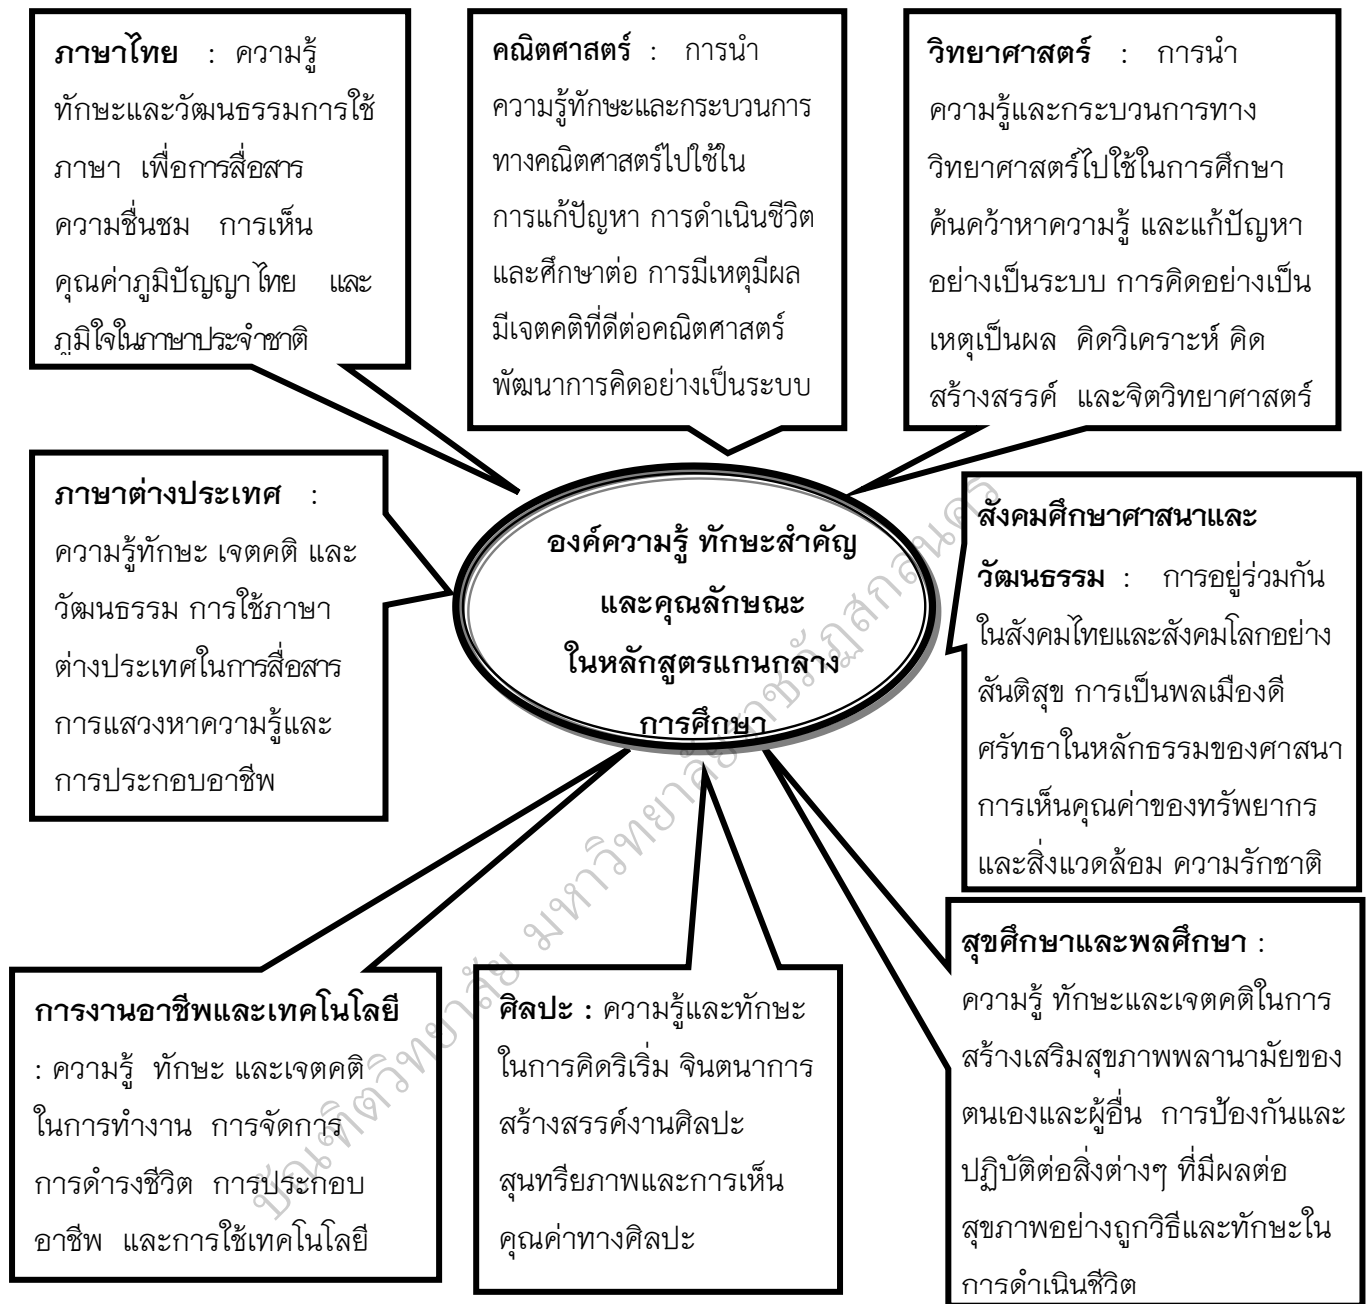 ภาษาไทย : ความรู้
ทักษะและวัฒนธรรมการใช้
ภาษา เพื่อการสื่อสาร
ความชื่นชม การเห็น
คุณค่าภูมิปัญญาไทย และ
ภูมิใจในภาษาประจำชาติ
คณิตศาสตร์ : การนำ
ความรู้ทักษะและกระบวนการ
ทางคณิตศาสตร์ไปใช้ใน
การแก้ปัญหา การดำเนินชีวิต
และศึกษาต่อ การมีเหตุมีผล
มีเจตคติที่ดีต่อคณิตศาสตร์
พัฒนาการคิดอย่างเป็นระบบ
วิทยาศาสตร์ : การนำ
ความรู้และกระบวนการทาง
วิทยาศาสตร์ไปใช้ในการศึกษา
ค้นคว้าหาความรู้ และแก้ปัญหา
อย่างเป็นระบบ การคิดอย่างเป็น
เหตุเป็นผล คิดวิเคราะห์ คิด
สร้างสรรค์ และจิตวิทยาศาสตร์
ภาษาต่างประเทศ :
ความรู้ทักษะ เจตคติ และ
วัฒนธรรม การใช้ภาษา
ต่างประเทศในการสื่อสาร
การแสวงหาความรู้และ
การประกอบอาชีพ
องค์ความรู้ ทักษะสำคัญ
และคุณลักษณะ
ในหลักสูตรแกนกลาง
การศึกษา
สังคมศึกษาศาสนาและ
วัฒนธรรม : การอยู่ร่วมกัน
ในสังคมไทยและสังคมโลกอย่าง
สันติสุข การเป็นพลเมืองดี
ศรัทธาในหลักธรรมของศาสนา
การเห็นคุณค่าของทรัพยากร
และสิ่งแวดล้อม ความรักชาติ
การงานอาชีพและเทคโนโลยี
: ความรู้ ทักษะ และเจตคติ
ในการทำงาน การจัดการ
การดำรงชีวิต การประกอบ
อาชีพ และการใช้เทคโนโลยี
ศิลปะ : ความรู้และทักษะ
ในการคิดริเริ่ม จินตนาการ
สร้างสรรค์งานศิลปะ
สุนทรียภาพและการเห็น
คุณค่าทางศิลปะ
สุขศึกษาและพลศึกษา :
ความรู้ ทักษะและเจตคติในการ
สร้างเสริมสุขภาพพลานามัยของ
ตนเองและผู้อื่น การป้องกันและ
ปฏิบัติต่อสิ่งต่างๆ ที่มีผลต่อ
สุขภาพอย่างถูกวิธีและทักษะใน
การดำเนินชีวิต
บัณฑิตวิทยาลัย มหาวิทยาลัยราชภัฏสกลนคร